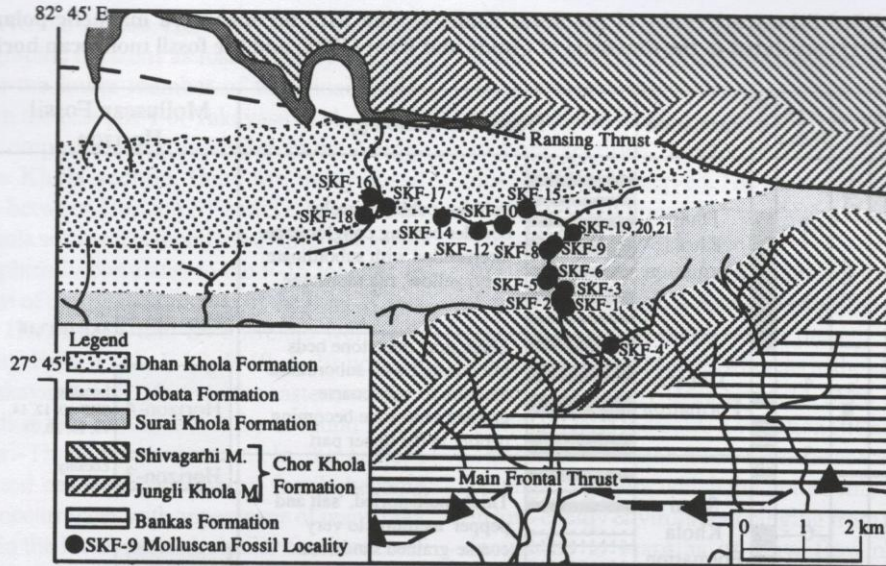 82° 45' E
Ransing Thrust
SKF-16
SKF-17
SKF-15
SKF-18
SKF-10
SKF-14
SKF-19,20,21
SKF-12
SKF-8
SKF-9
SKF-6
SKF-5
SKF-3
SKF-2
SKF-1
SKF-4
27° 45'
Legend
Dhan Khola Formation
Dobata Formation
Surai Khola Formation
Shivagarhi M.
Jungli Khola M.
Chor Khola Formation
Bankas Formation
SKF-9 Molluscan Fossil Locality
Main Frontal Thrust
0 2 km